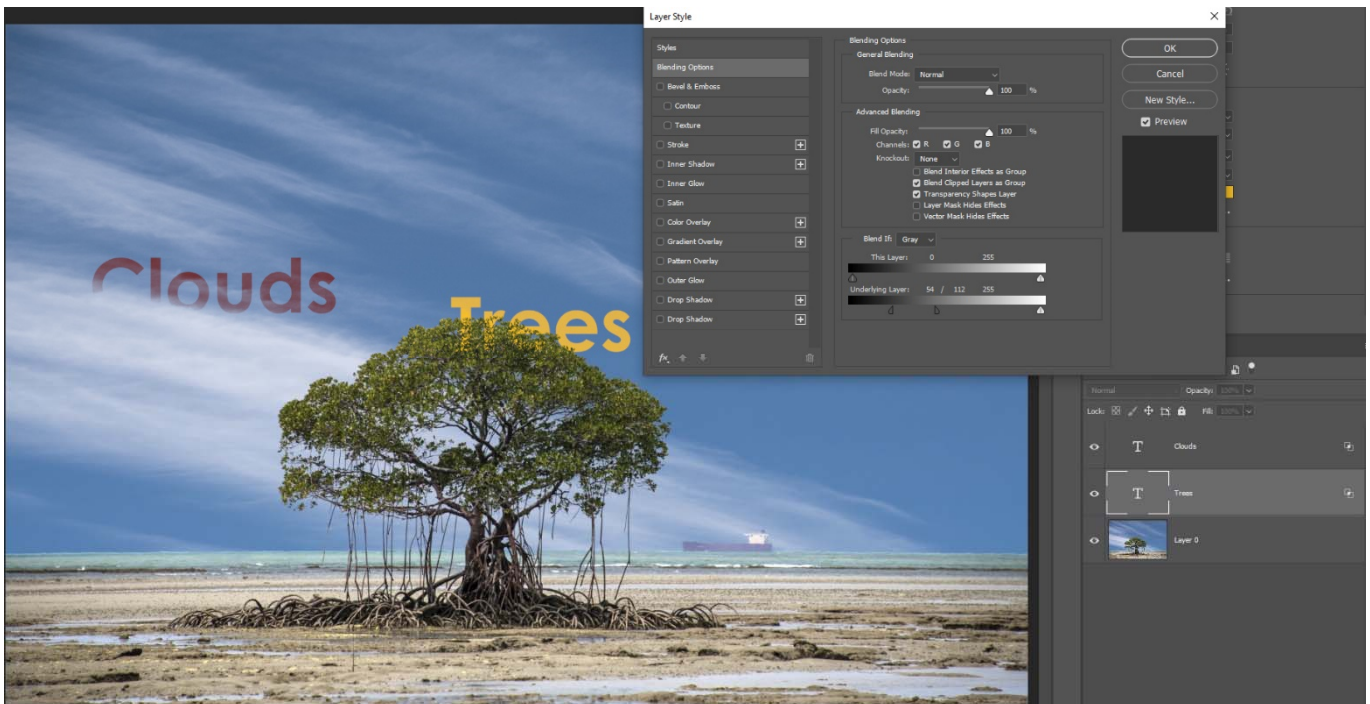 Layer Style
Styles
Blending Options
Bevel & Emboss
Contour
Texture
Stroke
Inner Shadow
Inner Glow
Satin
Color Overlay
Gradient Overlay
Pattern Overlay
Outer Glow
Drop Shadow
Drop Shadow
fx
Blending Options
General Blending
Blend Mode: Normal
Opacity: 100 %
Advanced Blending
Fill Opacity: 100 %
Channels: R G B
Knockout: None
Blend Interior Effects as Group
Blend Clipped Layers as Group
Transparency Shapes Layer
Layer Mask Hides Effects
Vector Mask Hides Effects
Blend If: Gray
This Layer: 0 255
Underlying Layer: 54 / 112 255
OK
Cancel
New Style...
Preview
Clouds
Trees
Normal Opacity: 100%
Lock: Fill: 100%
T Clouds
T Trees
Layer 0